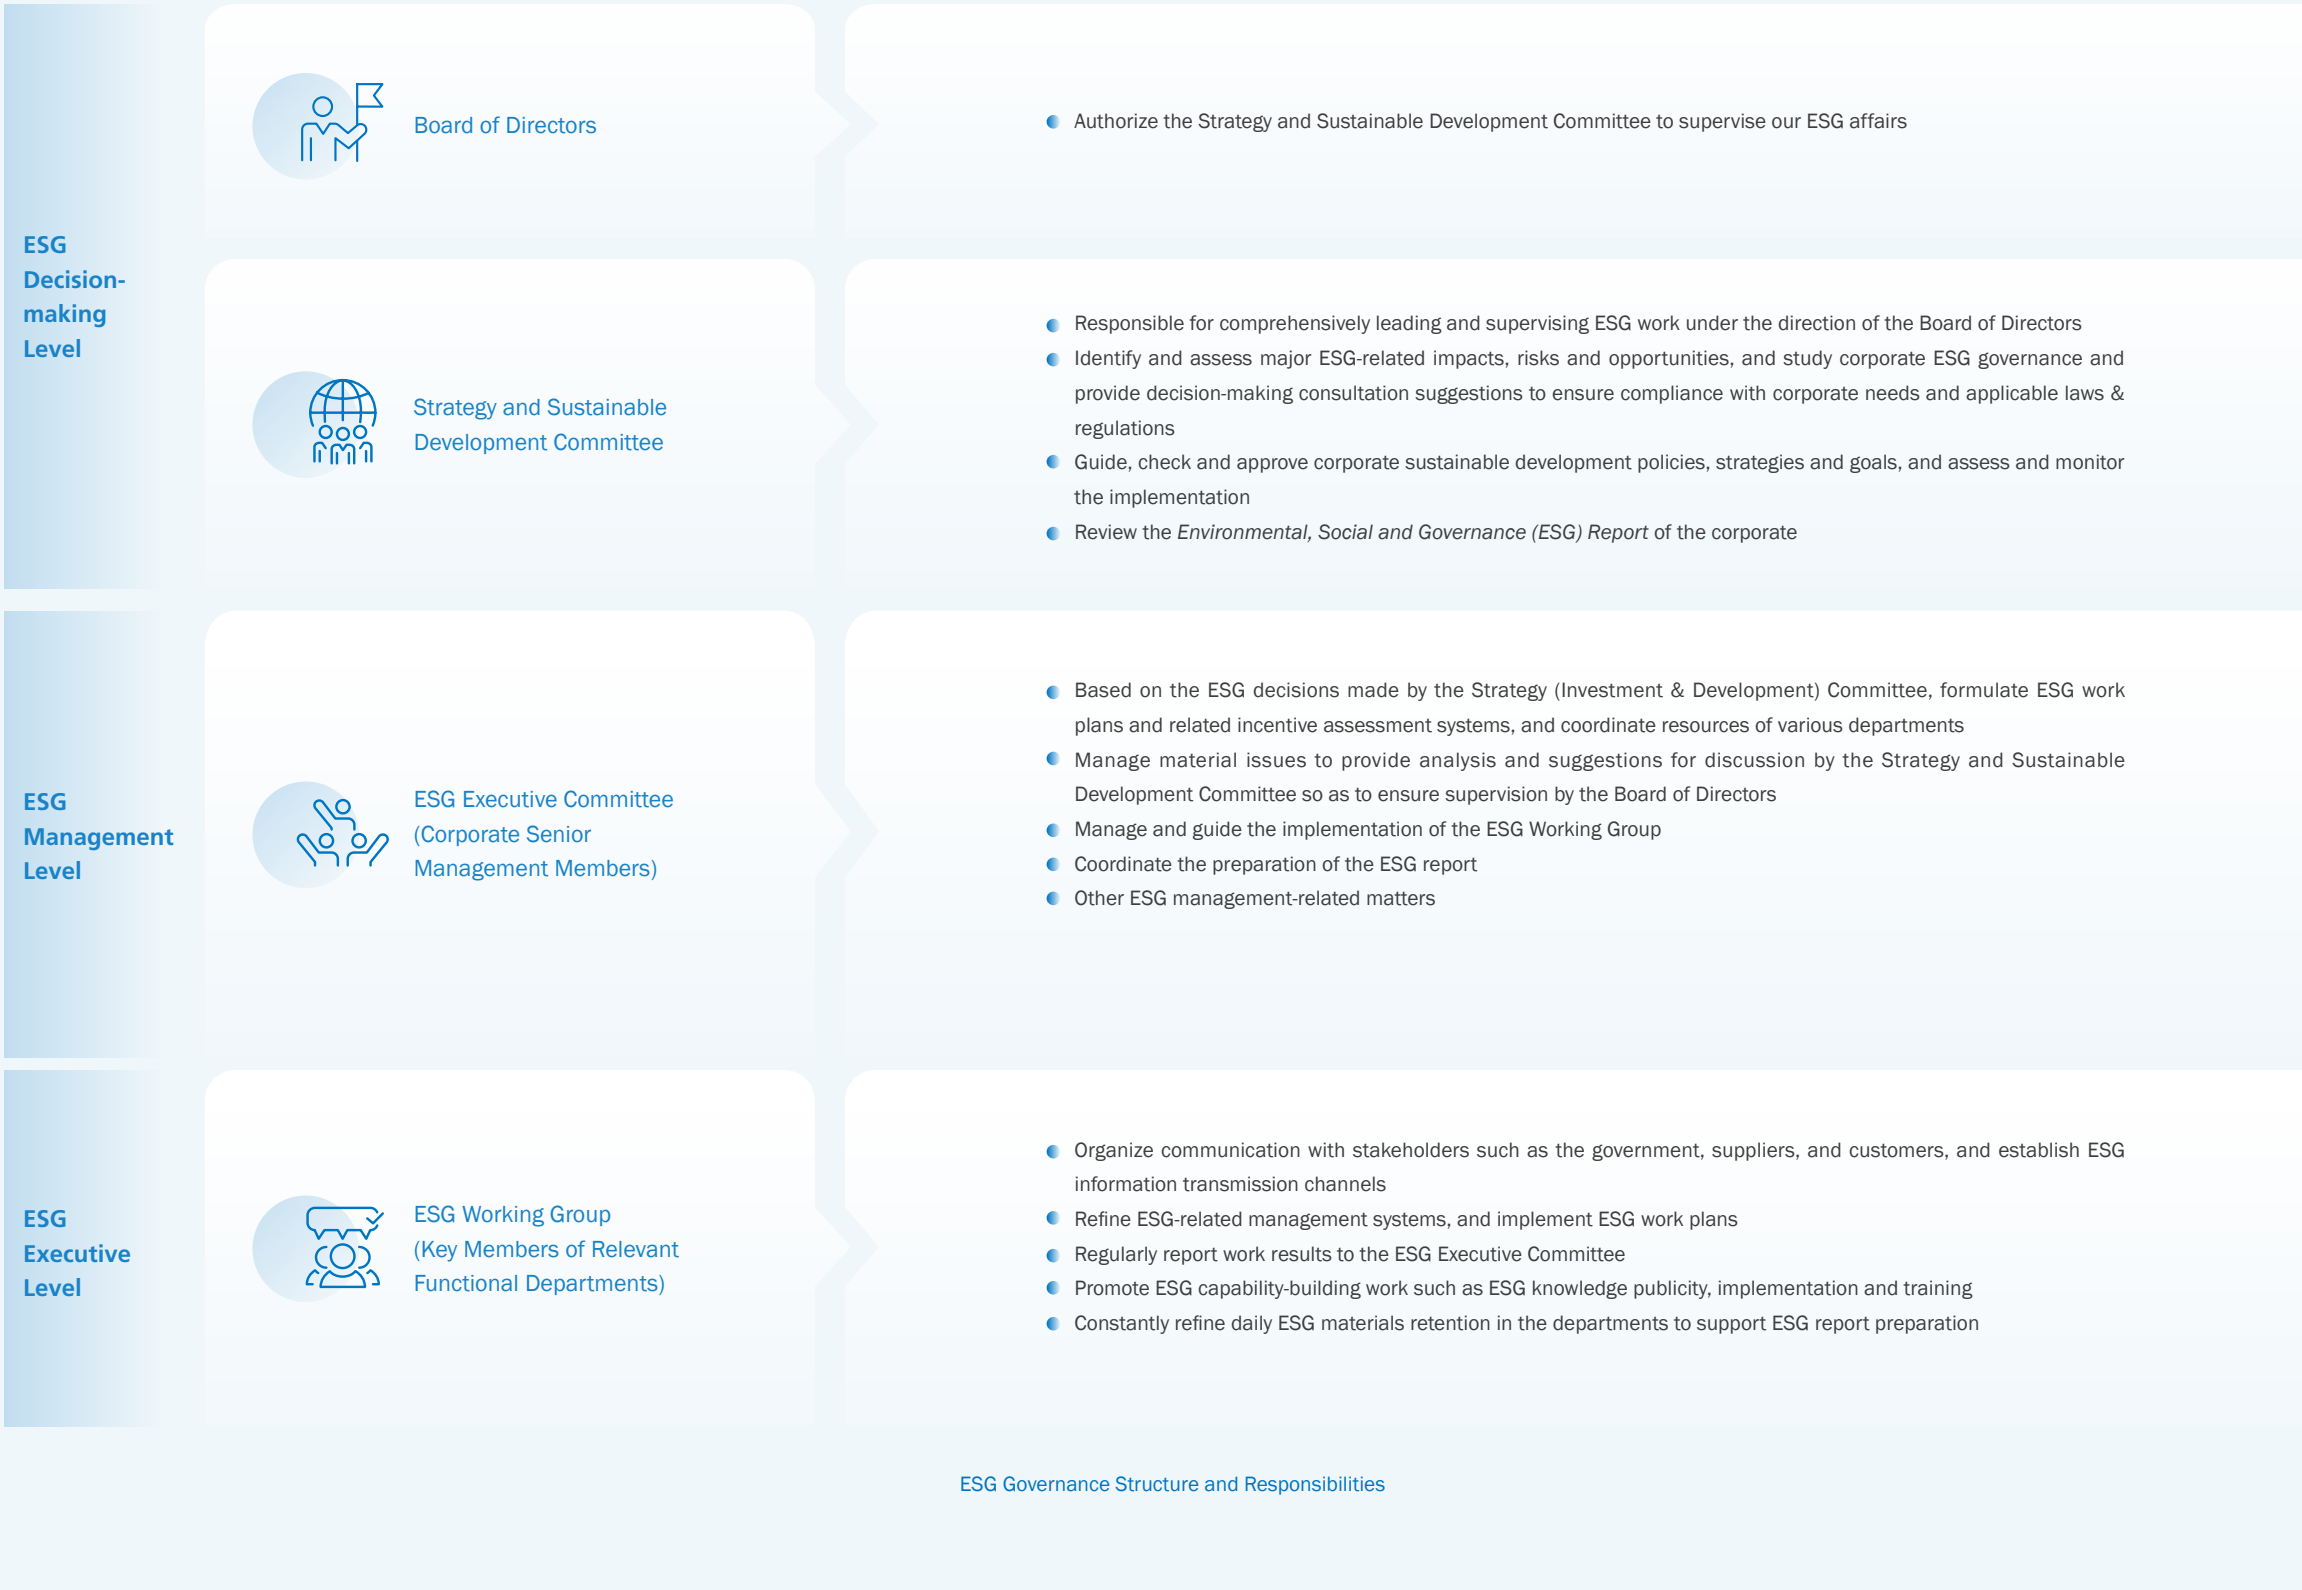 ESG
Decision-
making
Level
Board of Directors
Authorize the Strategy and Sustainable Development Committee to supervise our ESG affairs
Strategy and Sustainable
Development Committee
Responsible for comprehensively leading and supervising ESG work under the direction of the Board of Directors
Identify and assess major ESG-related impacts, risks and opportunities, and study corporate ESG governance and
provide decision-making consultation suggestions to ensure compliance with corporate needs and applicable laws &
regulations
Guide, check and approve corporate sustainable development policies, strategies and goals, and assess and monitor
the implementation
Review the Environmental, Social and Governance (ESG) Report of the corporate
ESG
Management
Level
ESG Executive Committee
(Corporate Senior
Management Members)
Based on the ESG decisions made by the Strategy (Investment & Development) Committee, formulate ESG work
plans and related incentive assessment systems, and coordinate resources of various departments
Manage material issues to provide analysis and suggestions for discussion by the Strategy and Sustainable
Development Committee so as to ensure supervision by the Board of Directors
Manage and guide the implementation of the ESG Working Group
Coordinate the preparation of the ESG report
Other ESG management-related matters
ESG
Executive
Level
ESG Working Group
(Key Members of Relevant
Functional Departments)
Organize communication with stakeholders such as the government, suppliers, and customers, and establish ESG
information transmission channels
Refine ESG-related management systems, and implement ESG work plans
Regularly report work results to the ESG Executive Committee
Promote ESG capability-building work such as ESG knowledge publicity, implementation and training
Constantly refine daily ESG materials retention in the departments to support ESG report preparation
ESG Governance Structure and Responsibilities